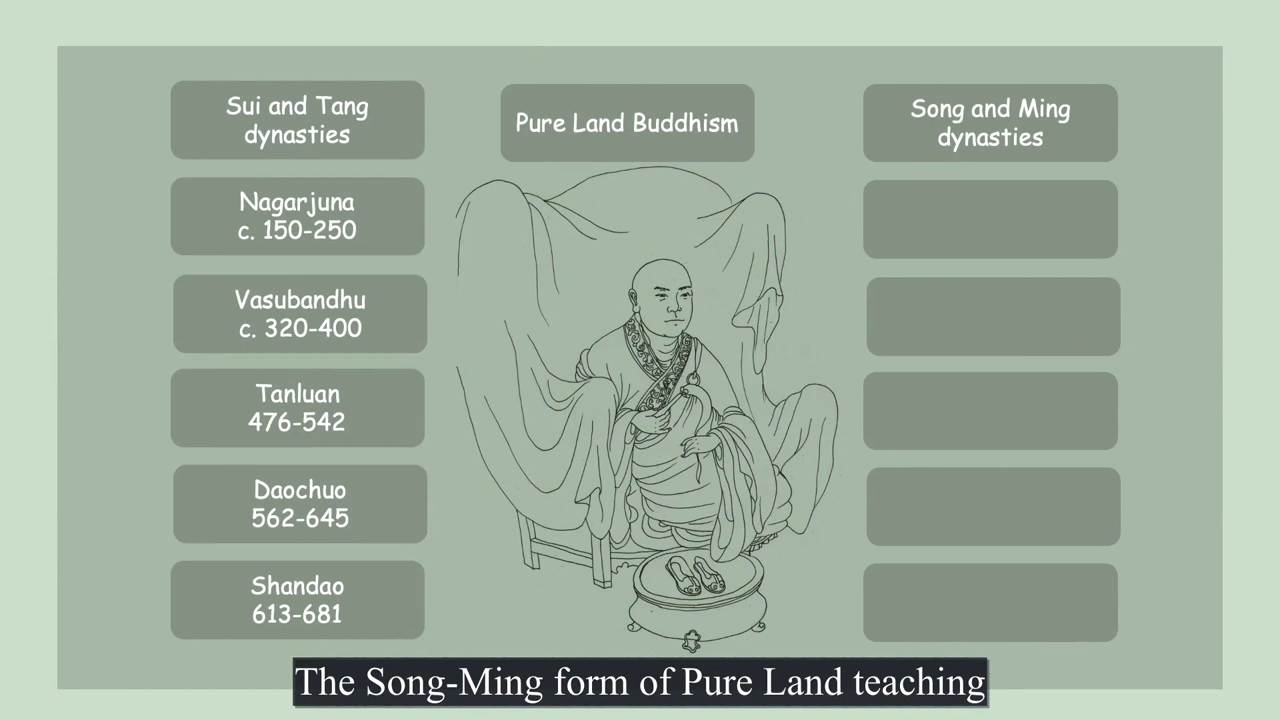 Sui and Tang
dynasties
Pure Land Buddhism
Song and Ming
dynasties
Nagarjuna
c. 150-250
Vasubandhu
c. 320-400
Tanluan
476-542
Daochuo
562-645
Shandao
613-681
The Song-Ming form of Pure Land teaching